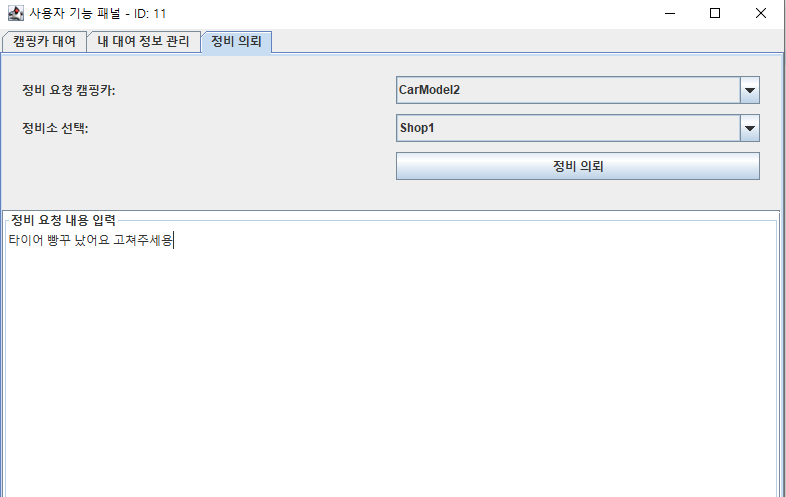 사용자 기능 패널 - ID: 11
캠핑카 대여 내 대여 정보 관리 정비 의뢰
정비 요청 캠핑카: CarModel2
정비소 선택: Shop1
정비 의뢰
정비 요청 내용 입력
타이어 빵꾸 났어요 고쳐주세용